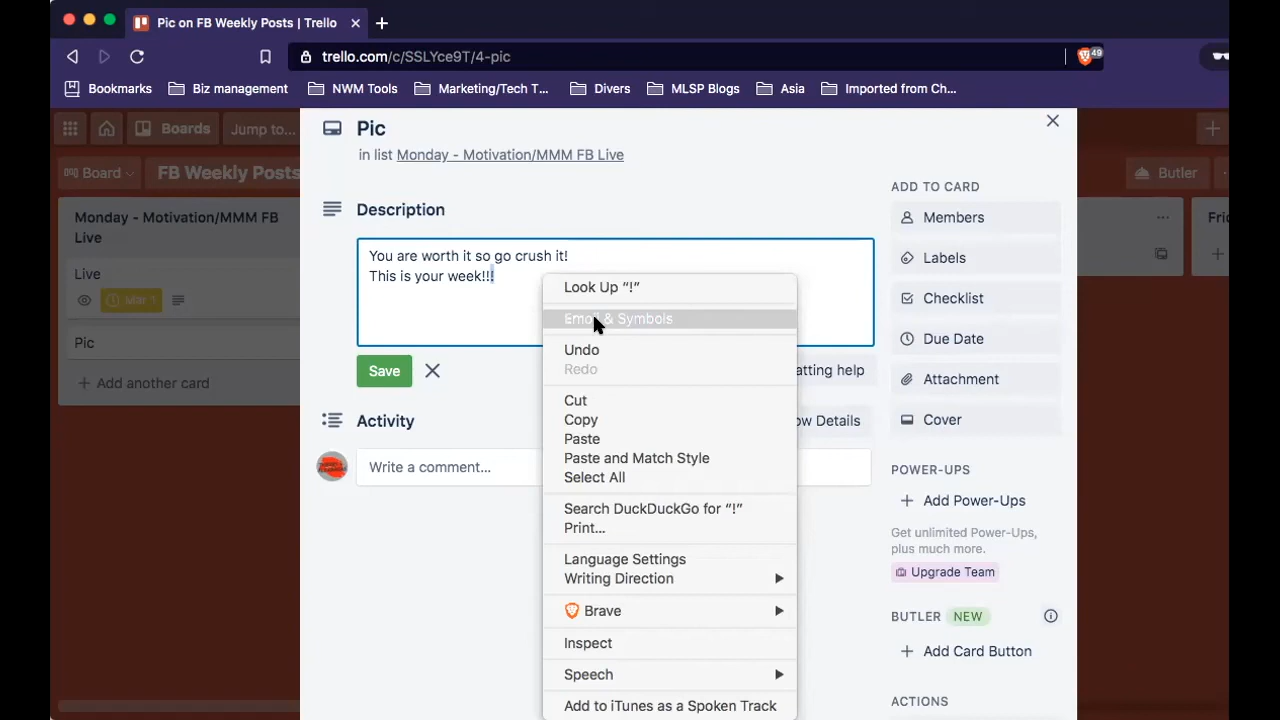 Pic on FB Weekly Posts | Trello
trello.com/c/SSLYce9T/4-pic
49
Bookmarks Biz management NWM Tools Marketing/Tech T... Divers MLSP Blogs Asia Imported from Ch...
Boards Jump to...
Board FB Weekly Posts
Butler
Monday - Motivation/MMM FB
Live
Live
Mar 1
Pic
+ Add another card
Pic
in list Monday - Motivation/MMM FB Live
Description
You are worth it so go crush it!
This is your week!!!
Save
atting help
Activity
ow Details
Write a comment...
Look Up “!”
Emoji & Symbols
Undo
Redo
Cut
Copy
Paste
Paste and Match Style
Select All
Search DuckDuckGo for “!”
Print...
Language Settings
Writing Direction
Brave
Inspect
Speech
Add to iTunes as a Spoken Track
ADD TO CARD
Members
Labels
Checklist
Due Date
Attachment
Cover
POWER-UPS
+ Add Power-Ups
Get unlimited Power-Ups,
plus much more.
Upgrade Team
BUTLER NEW
+ Add Card Button
ACTIONS
Frid